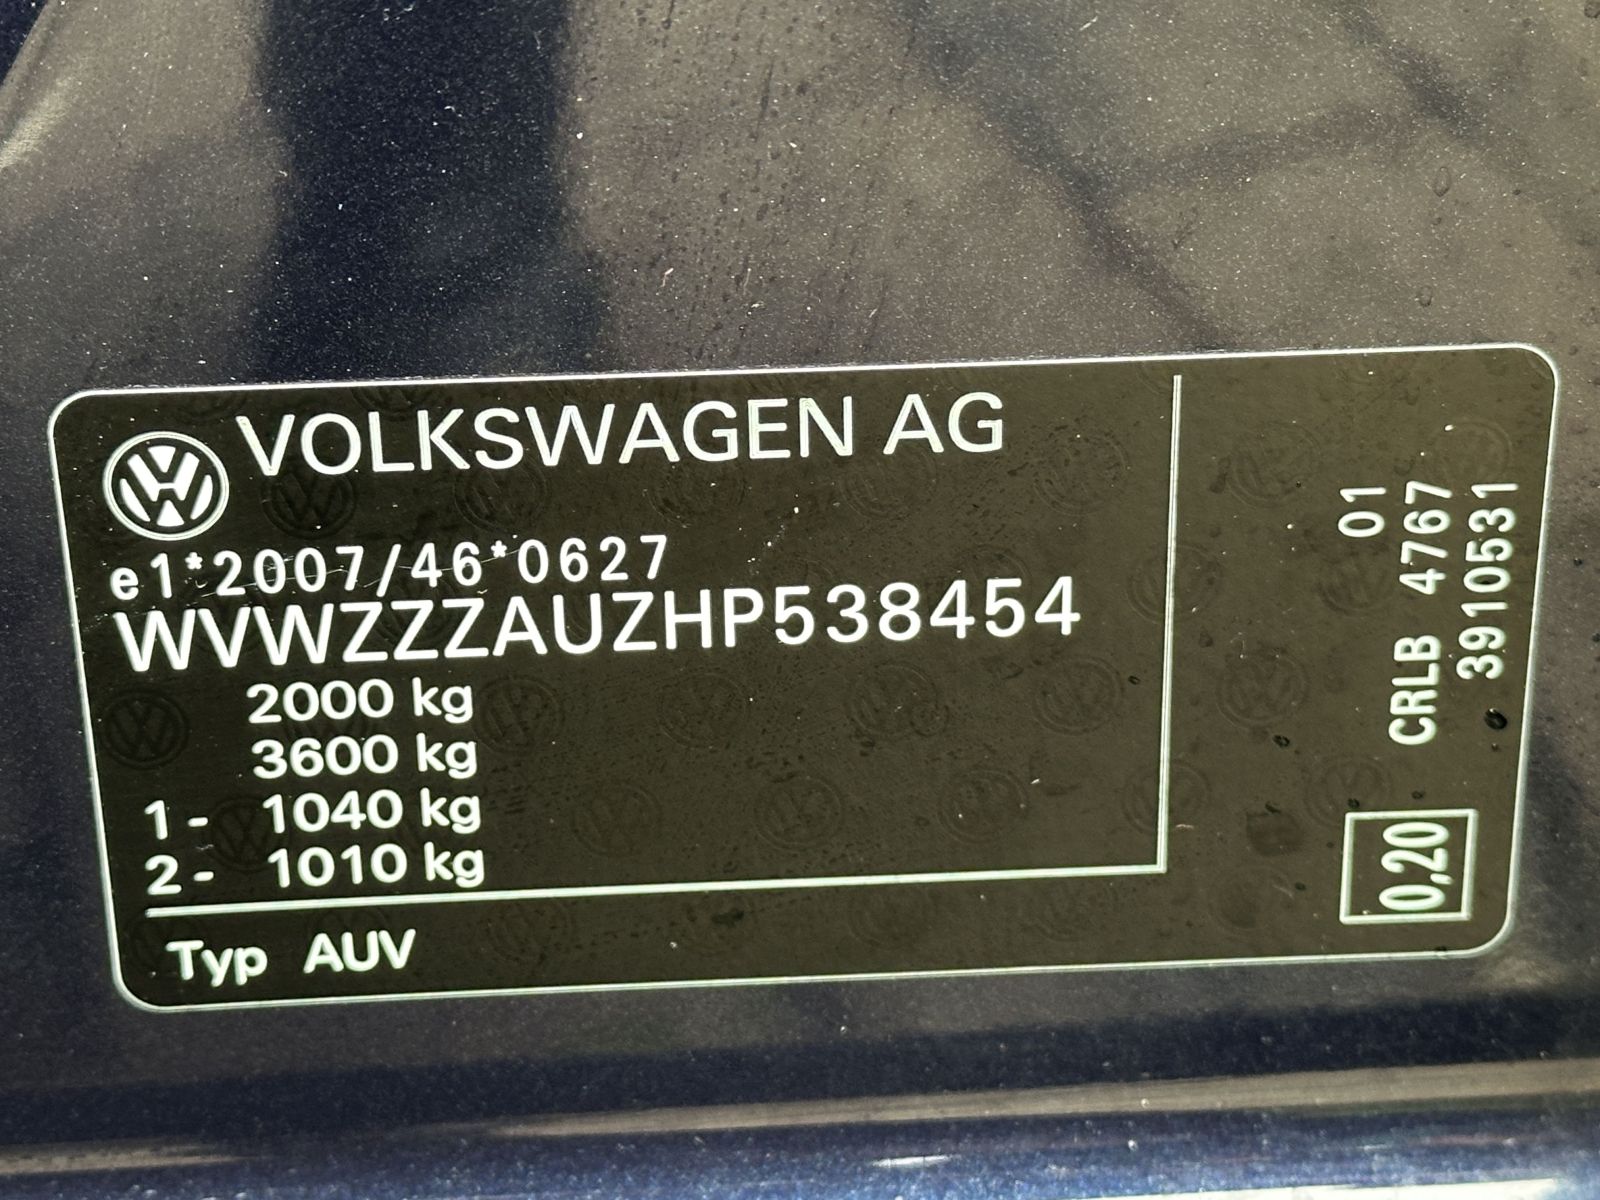 VOLKSWAGEN AG
e1*2007/46*0627
WVWZZZAUZHP538454
2000 kg
3600 kg
1- 1040 kg
2- 1010 kg
Typ AUV
01
CRLB 4767
3910531
0,20